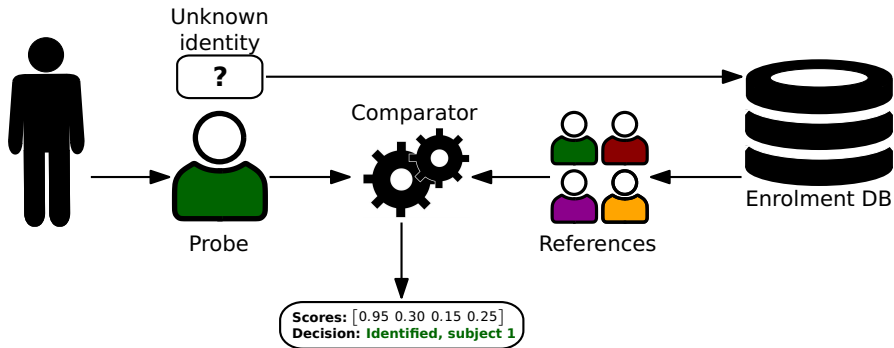 Unknown
identity
?
Comparator
Enrolment DB
Probe
References
Scores: [0.95 0.30 0.15 0.25]
Decision: Identified, subject 1